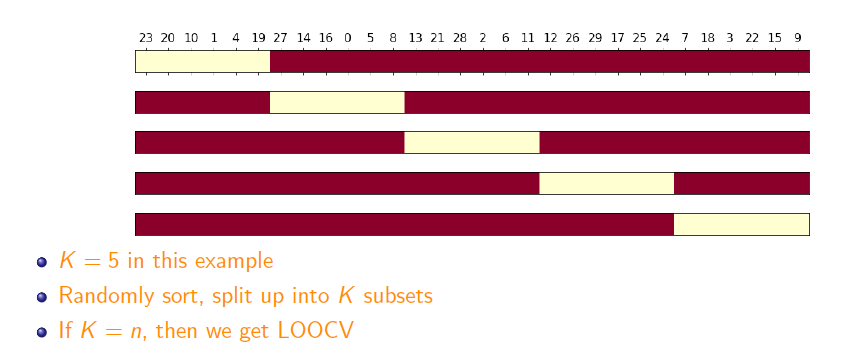 23 20 10 1 4 19 27 14 16 0 5 8 13 21 28 2 6 11 12 26 29 17 25 24 7 18 3 22 15 9
K = 5 in this example
Randomly sort, split up into K subsets
If K = n, then we get LOOCV